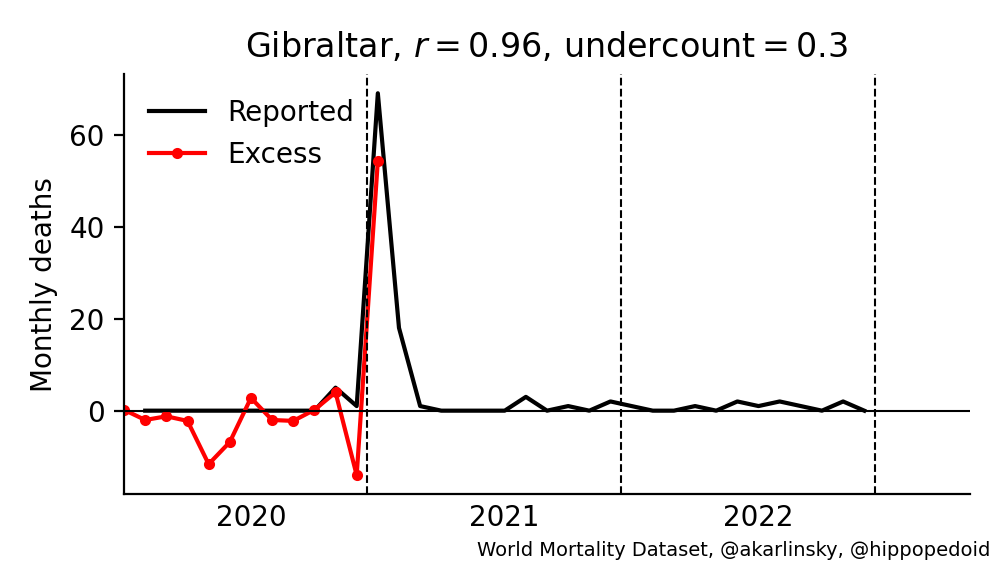 Gibraltar, r = 0.96, undercount = 0.3
Reported
Excess
Monthly deaths
60
40
20
0
2020 2021 2022
World Mortality Dataset, @akarlinsky, @hippopedoid